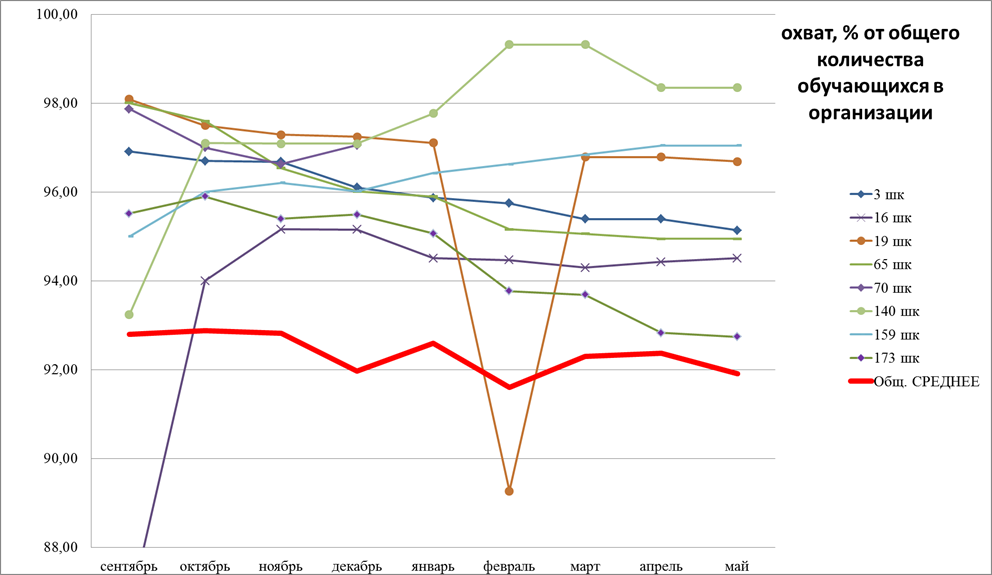 100,00
98,00
96,00
94,00
92,00
90,00
88,00
сентябрь октябрь ноябрь декабрь январь февраль март апрель май
охват, % от общего
количества
обучающихся в
организации
3 шк
16 шк
19 шк
65 шк
70 шк
140 шк
159 шк
173 шк
Общ. СРЕДНЕЕ